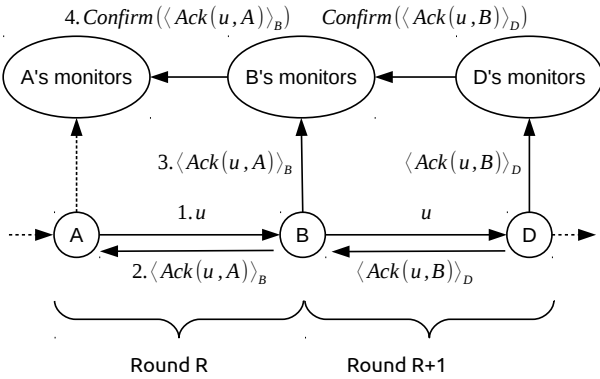 4. Confirm(⟨Ack(u, A)⟩_B) Confirm(⟨Ack(u, B)⟩_D)
A's monitors B's monitors D's monitors
3. ⟨Ack(u, A)⟩_B ⟨Ack(u, B)⟩_D
1. u u
A B D
2. ⟨Ack(u, A)⟩_B ⟨Ack(u, B)⟩_D
Round R Round R+1